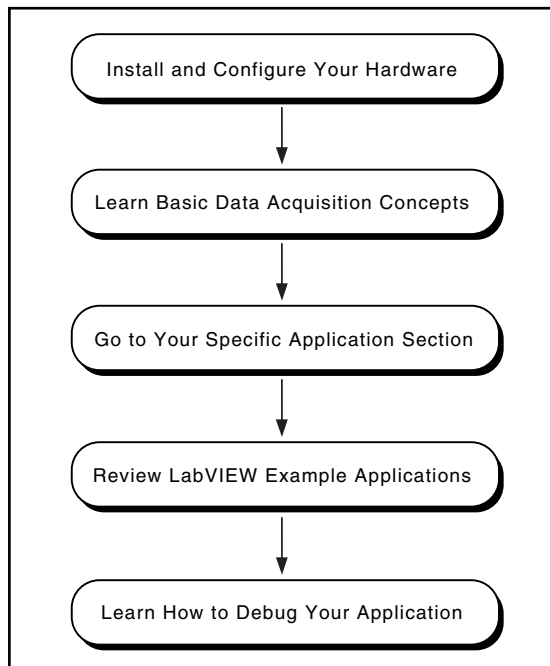 Install and Configure Your Hardware
Learn Basic Data Acquisition Concepts
Go to Your Specific Application Section
Review LabVIEW Example Applications
Learn How to Debug Your Application